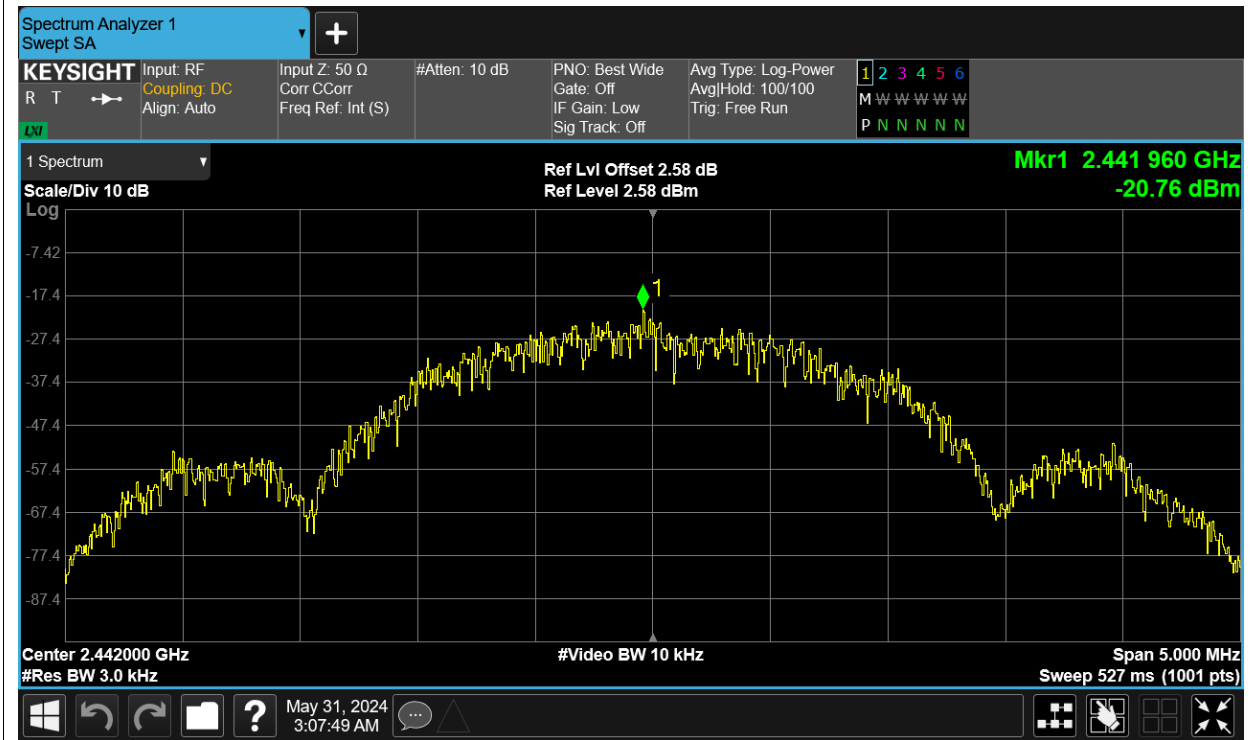 Spectrum Analyzer 1
Swept SA
KEYSIGHT
R T
LXI
Input: RF
Coupling: DC
Align: Auto
Input Z: 50 Ω
Corr CCorr
Freq Ref: Int (S)
#Atten: 10 dB
PNO: Best Wide
Gate: Off
IF Gain: Low
Sig Track: Off
Avg Type: Log-Power
Avg|Hold: 100/100
Trig: Free Run
1 2 3 4 5 6
M W W W W W
P N N N N N
1 Spectrum
Scale/Div 10 dB
Ref Lvl Offset 2.58 dB
Ref Level 2.58 dBm
Mkr1 2.441 960 GHz
-20.76 dBm
Log
-7.42
-17.4
-27.4
-37.4
-47.4
-57.4
-67.4
-77.4
-87.4
1
Center 2.442000 GHz
#Res BW 3.0 kHz
#Video BW 10 kHz
Span 5.000 MHz
Sweep 527 ms (1001 pts)
?
May 31, 2024
3:07:49 AM